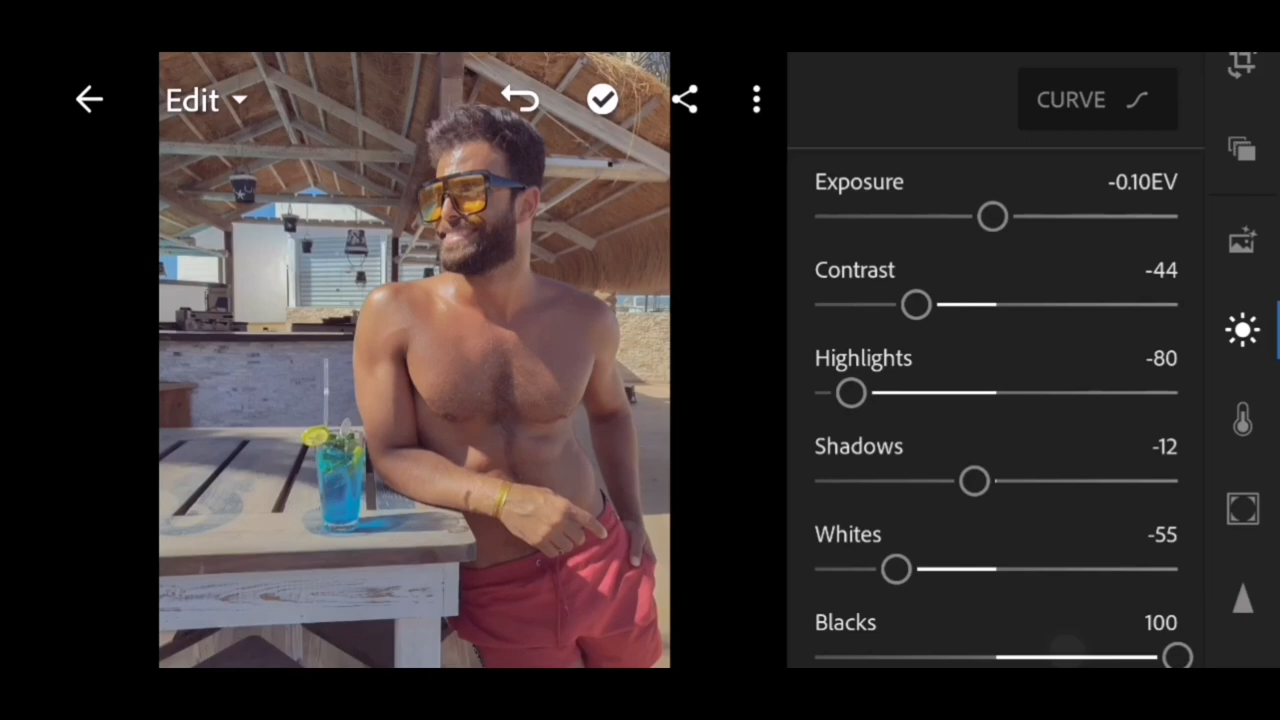 Edit
CURVE
Exposure -0.10EV
Contrast -44
Highlights -80
Shadows -12
Whites -55
Blacks 100